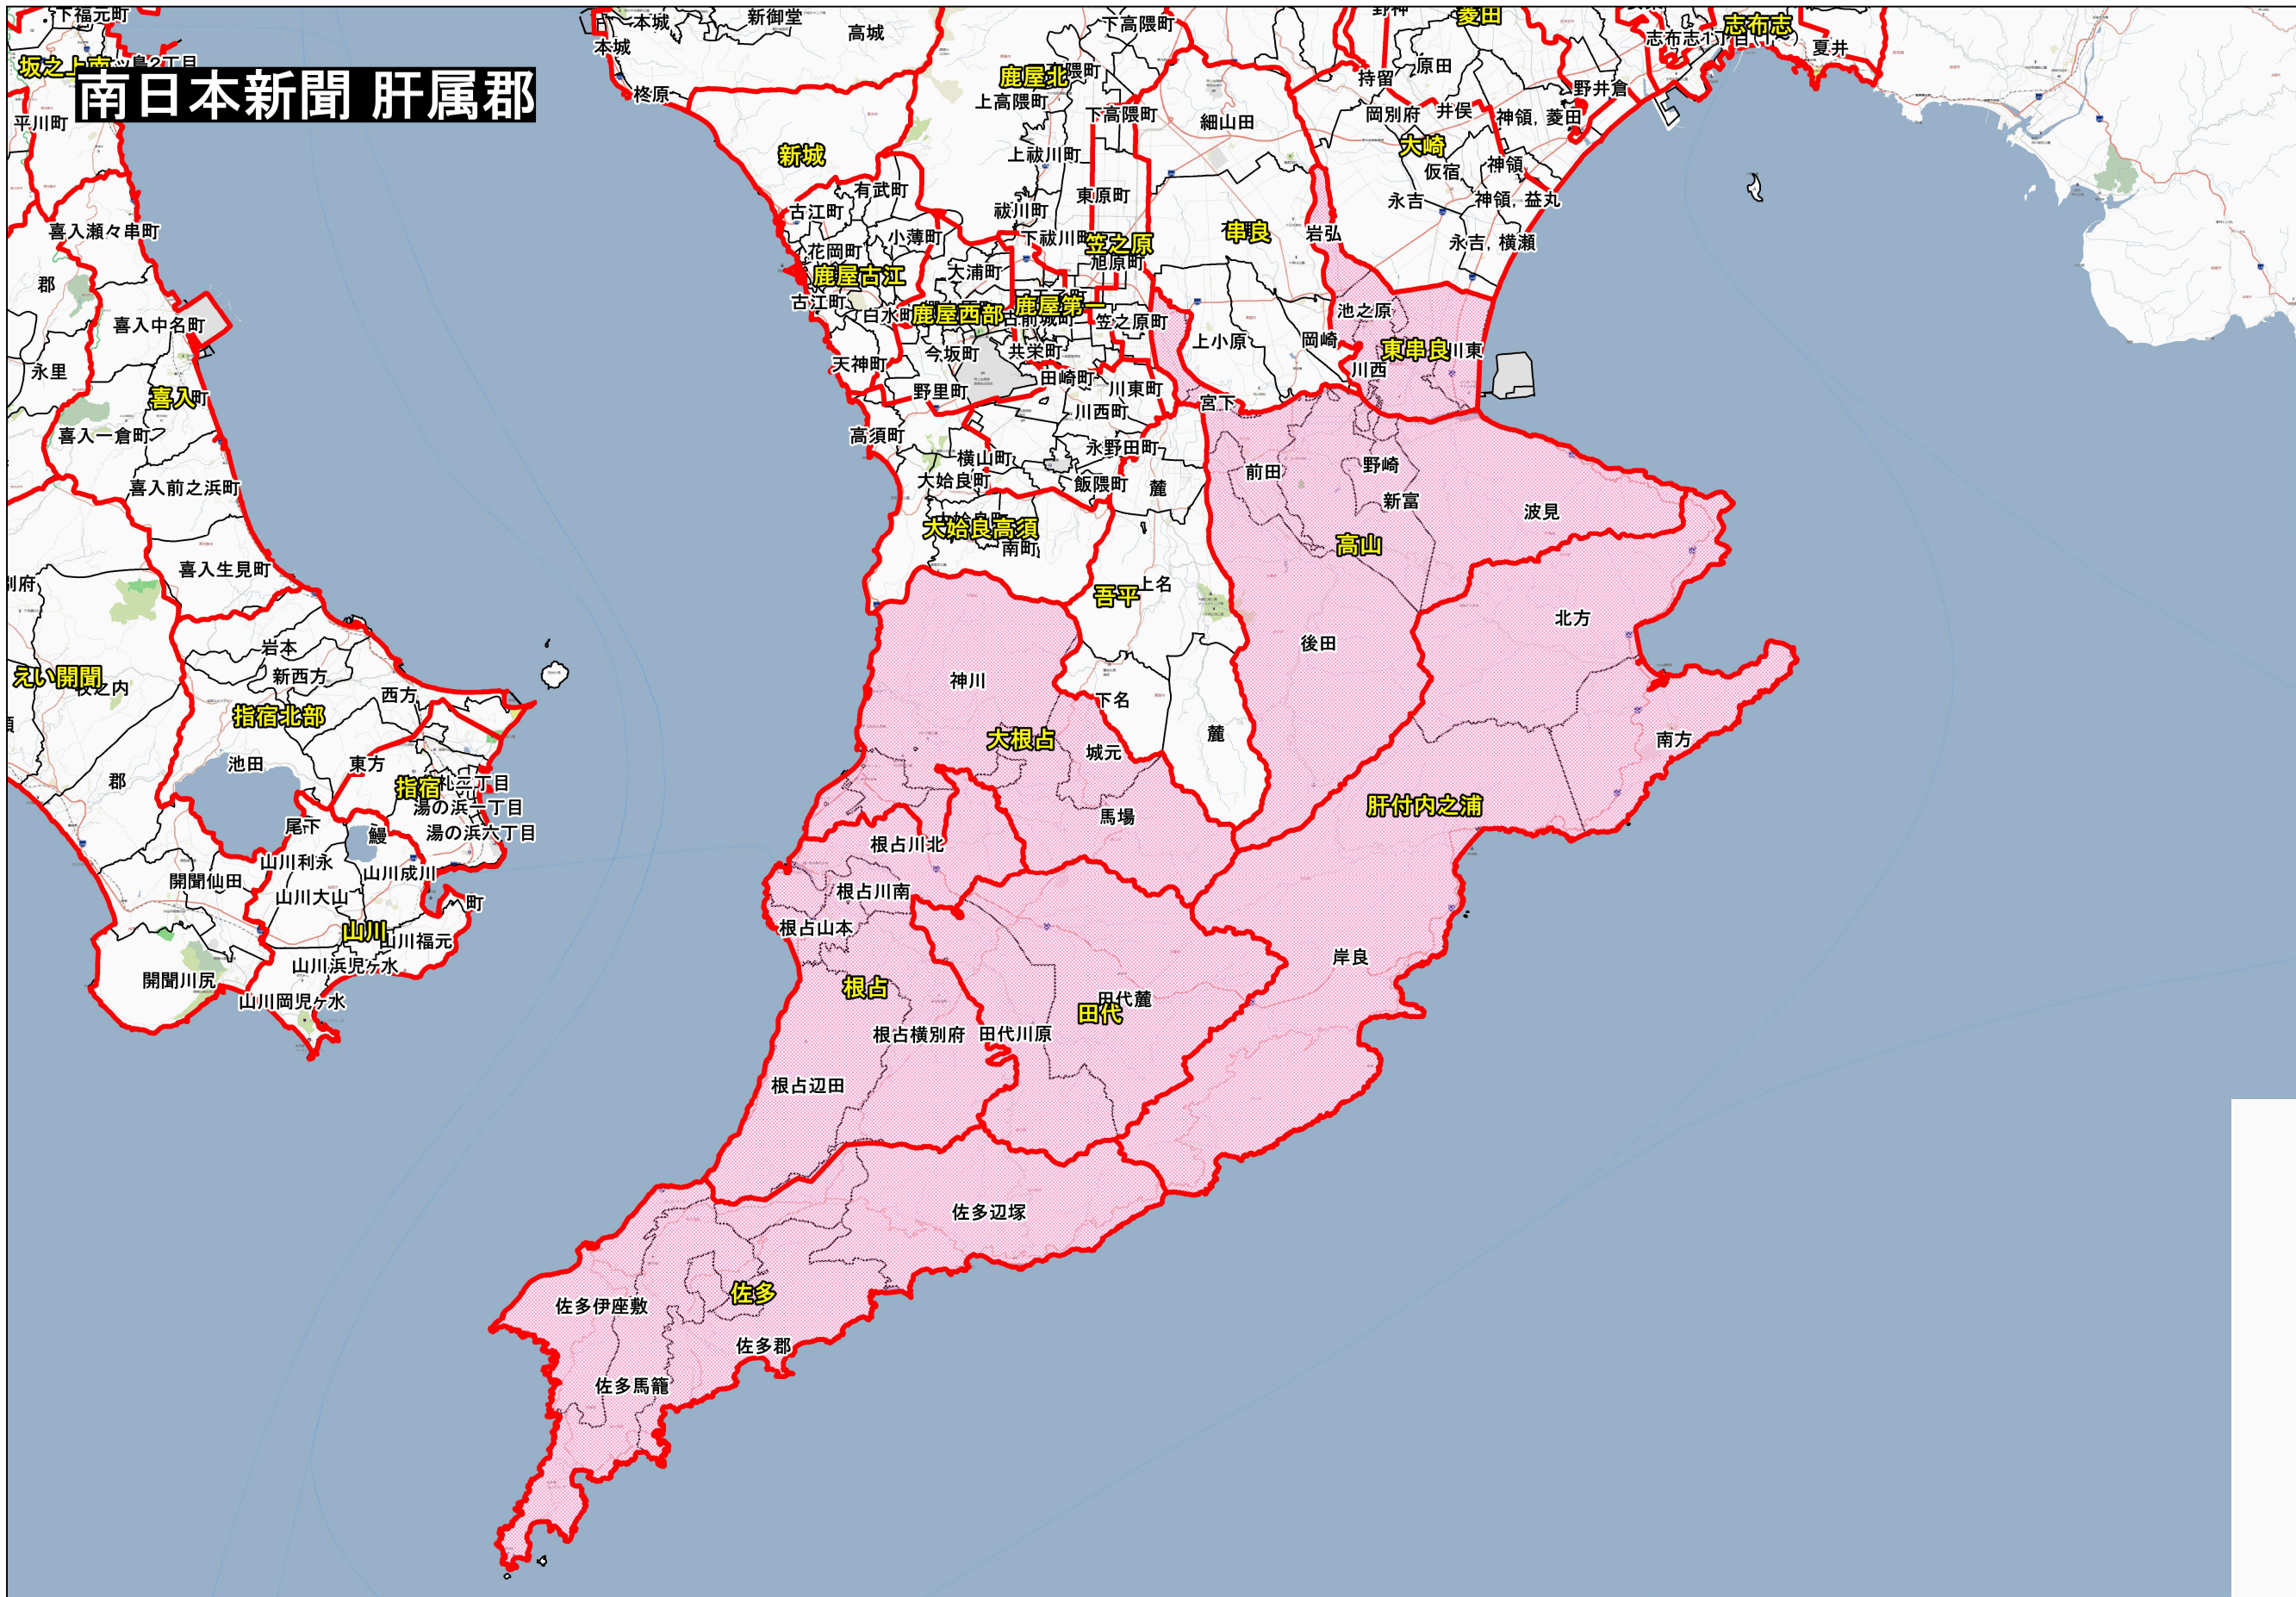 南日本新聞 肝属郡
下福元町
坂之上南
平川町
喜入瀬々串町
郡
喜入中名町
永里
喜入
町
喜入一倉町
喜入前之浜町
喜入生見町
えい開聞
岩本
新西方
西方
指宿北部
池田
東方
郡
指宿
湯の浜一丁目
湯の浜六丁目
尾下
鰻
山川利永
山川成川
開聞仙田
山川大山
町
山川
山川福元
山川浜児ヶ水
開聞川尻
山川岡児ヶ水
本城
新御堂
高城
本城
柊原
下高隈町
鹿屋北
上高隈町
下高隈町
細山田
新城
上祓川町
有武町
東原町
古江町
祓川町
小薄町
下祓川町
笠之原
串良
花岡町
旭原町
鹿屋古江
大浦町
古江町
白水町
鹿屋西部
鹿屋第一
笠之原町
上小原
天神町
今坂町
共栄町
野里町
田崎町
川東町
川西町
宮下
高須町
永野田町
横山町
大姶良町
飯隈町
麓
大姶良高須
南町
吾平
上名
下名
麓
菱田
志布志
夏井
持留
原田
野井倉
岡別府
井俣
神領, 菱田
大崎
仮宿
神領
永吉
神領, 益丸
岩弘
永吉, 横瀬
池之原
岡崎
東串良
川東
川西
前田
野崎
新富
波見
高山
北方
後田
神川
大根占
城元
南方
肝付内之浦
馬場
根占川北
根占川南
根占山本
岸良
根占
田代麓
田代
根占横別府
田代川原
根占辺田
佐多辺塚
佐多
佐多伊座敷
佐多郡
佐多馬籠